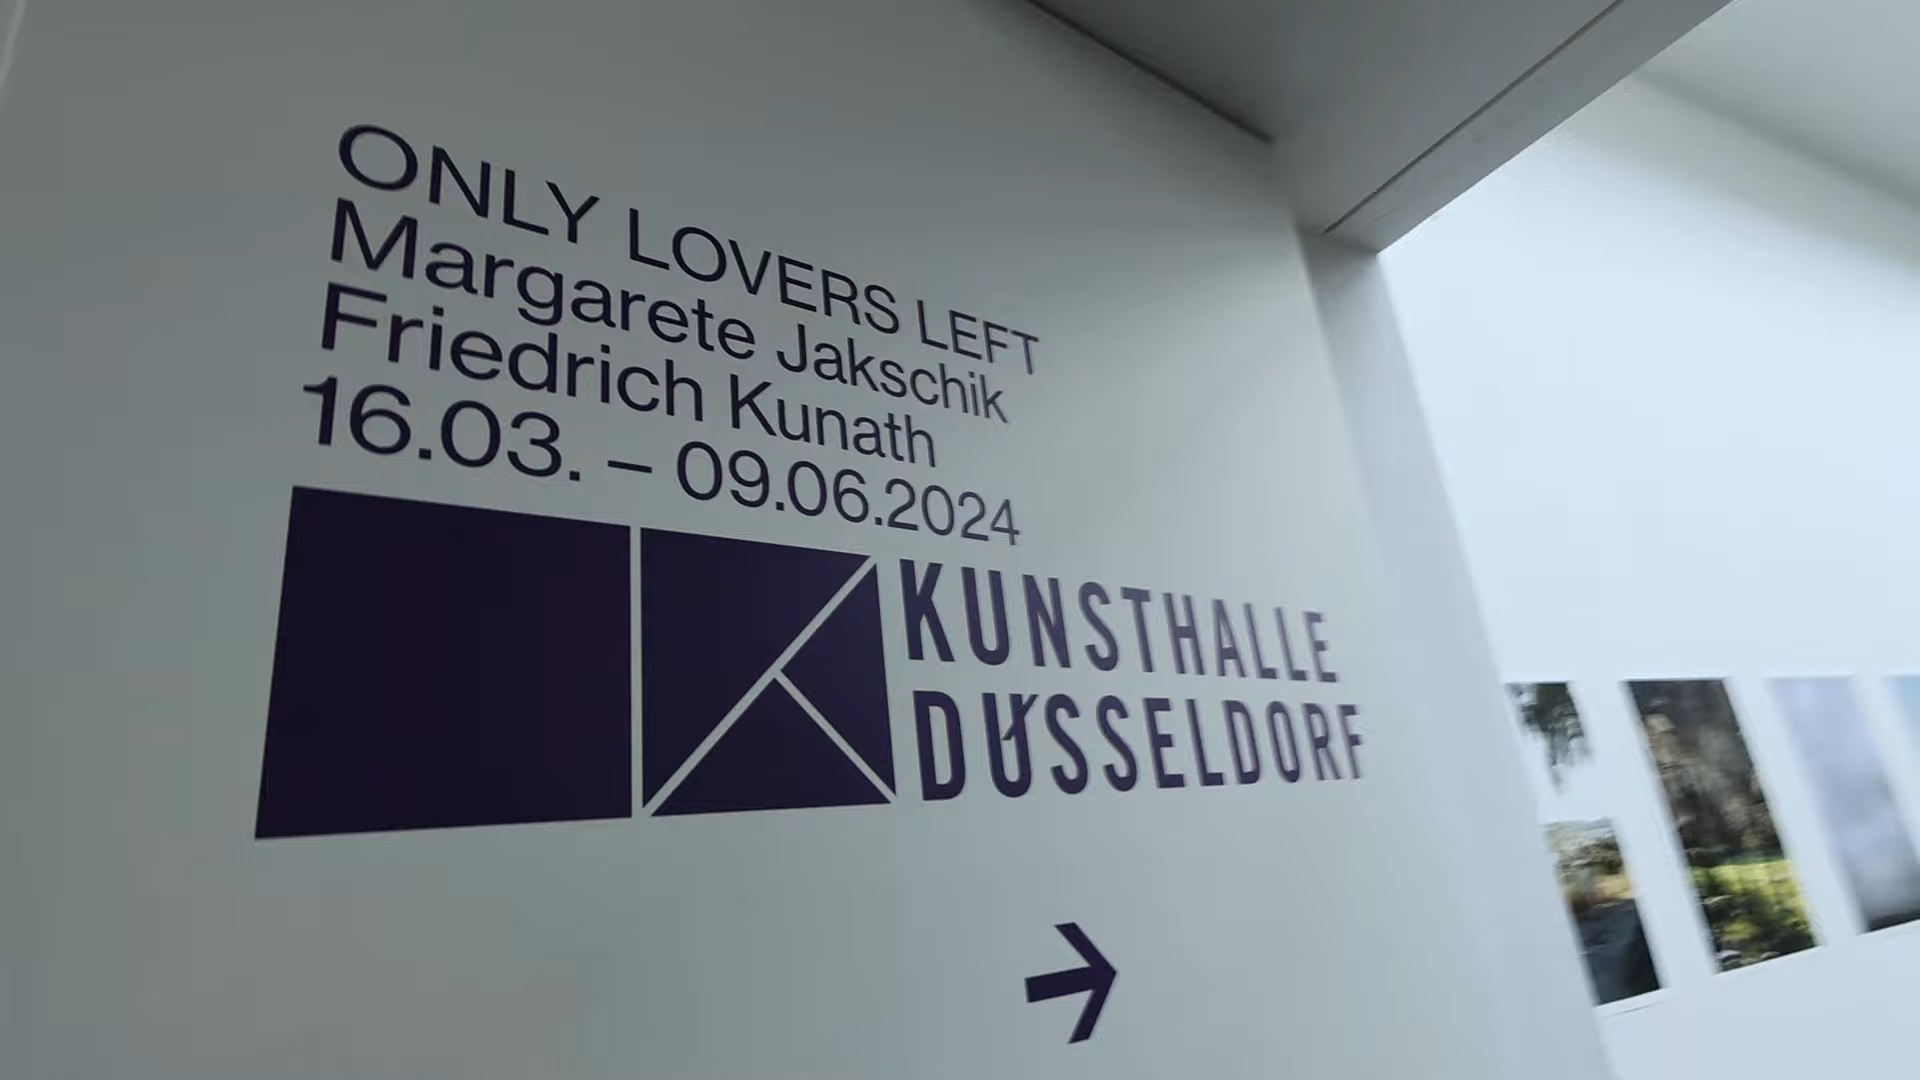 ONLY LOVERS LEFT
Margarete Jakschik
Friedrich Kunath
16.03. – 09.06.2024
KUNSTHALLE
DÜSSELDORF